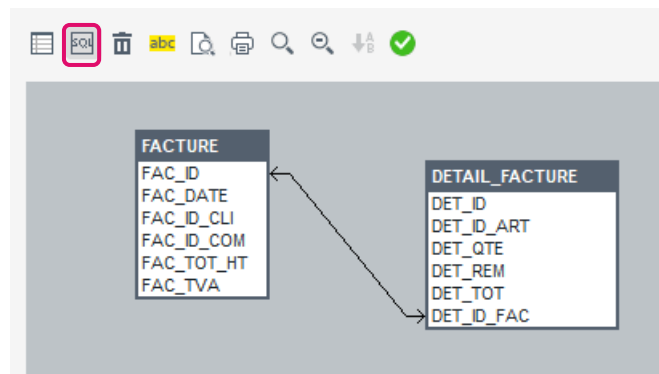 SQL
abc
A
B
FACTURE
FAC_ID
FAC_DATE
FAC_ID_CLI
FAC_ID_COM
FAC_TOT_HT
FAC_TVA
DETAIL_FACTURE
DET_ID
DET_ID_ART
DET_QTE
DET_REM
DET_TOT
DET_ID_FAC